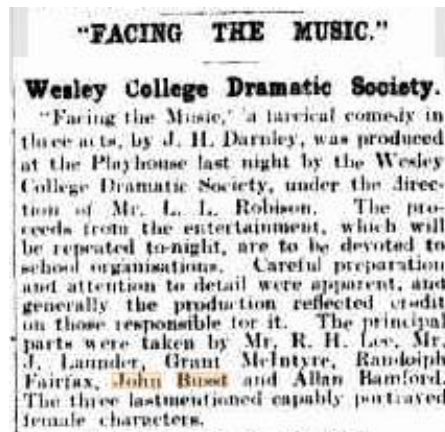 "FACING THE MUSIC."
Wesley College Dramatic Society.
"Facing the Music,' a farcical comedy in
three acts, by J. H. Darnley, was produced
at the Playhouse last night by the Wesley
College Dramatic Society, under the direc-
tion of Mr. L. L. Robison. The pro-
ceeds from the entertainment, which will
be repeated to-night, are to be devoted to
school organisations. Careful preparation
and attention to detail were apparent, and
generally the production reflected credit
on those responsible for it. The principal
parts were taken by Mr. R. H. Lee, Mr.
J. Launder, Grant McIntyre, Randolph
Fairfax, John Busst and Allan Bamford.
The three lastmentioned capably portrayed
female characters.